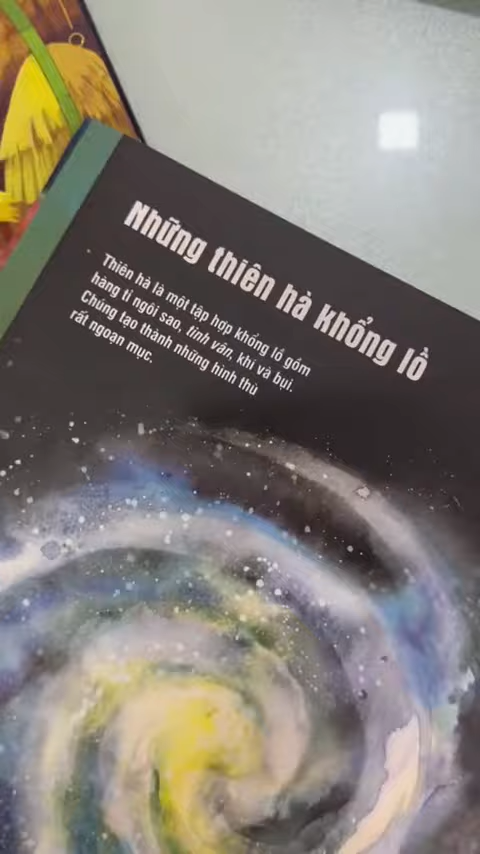 Những thiên hà khổng lồ
Thiên hà là một tập hợp khổng lồ gồm
hàng tỉ ngôi sao, tinh vân, khí và bụi.
Chúng tạo thành những hình thù
rất ngoạn mục.